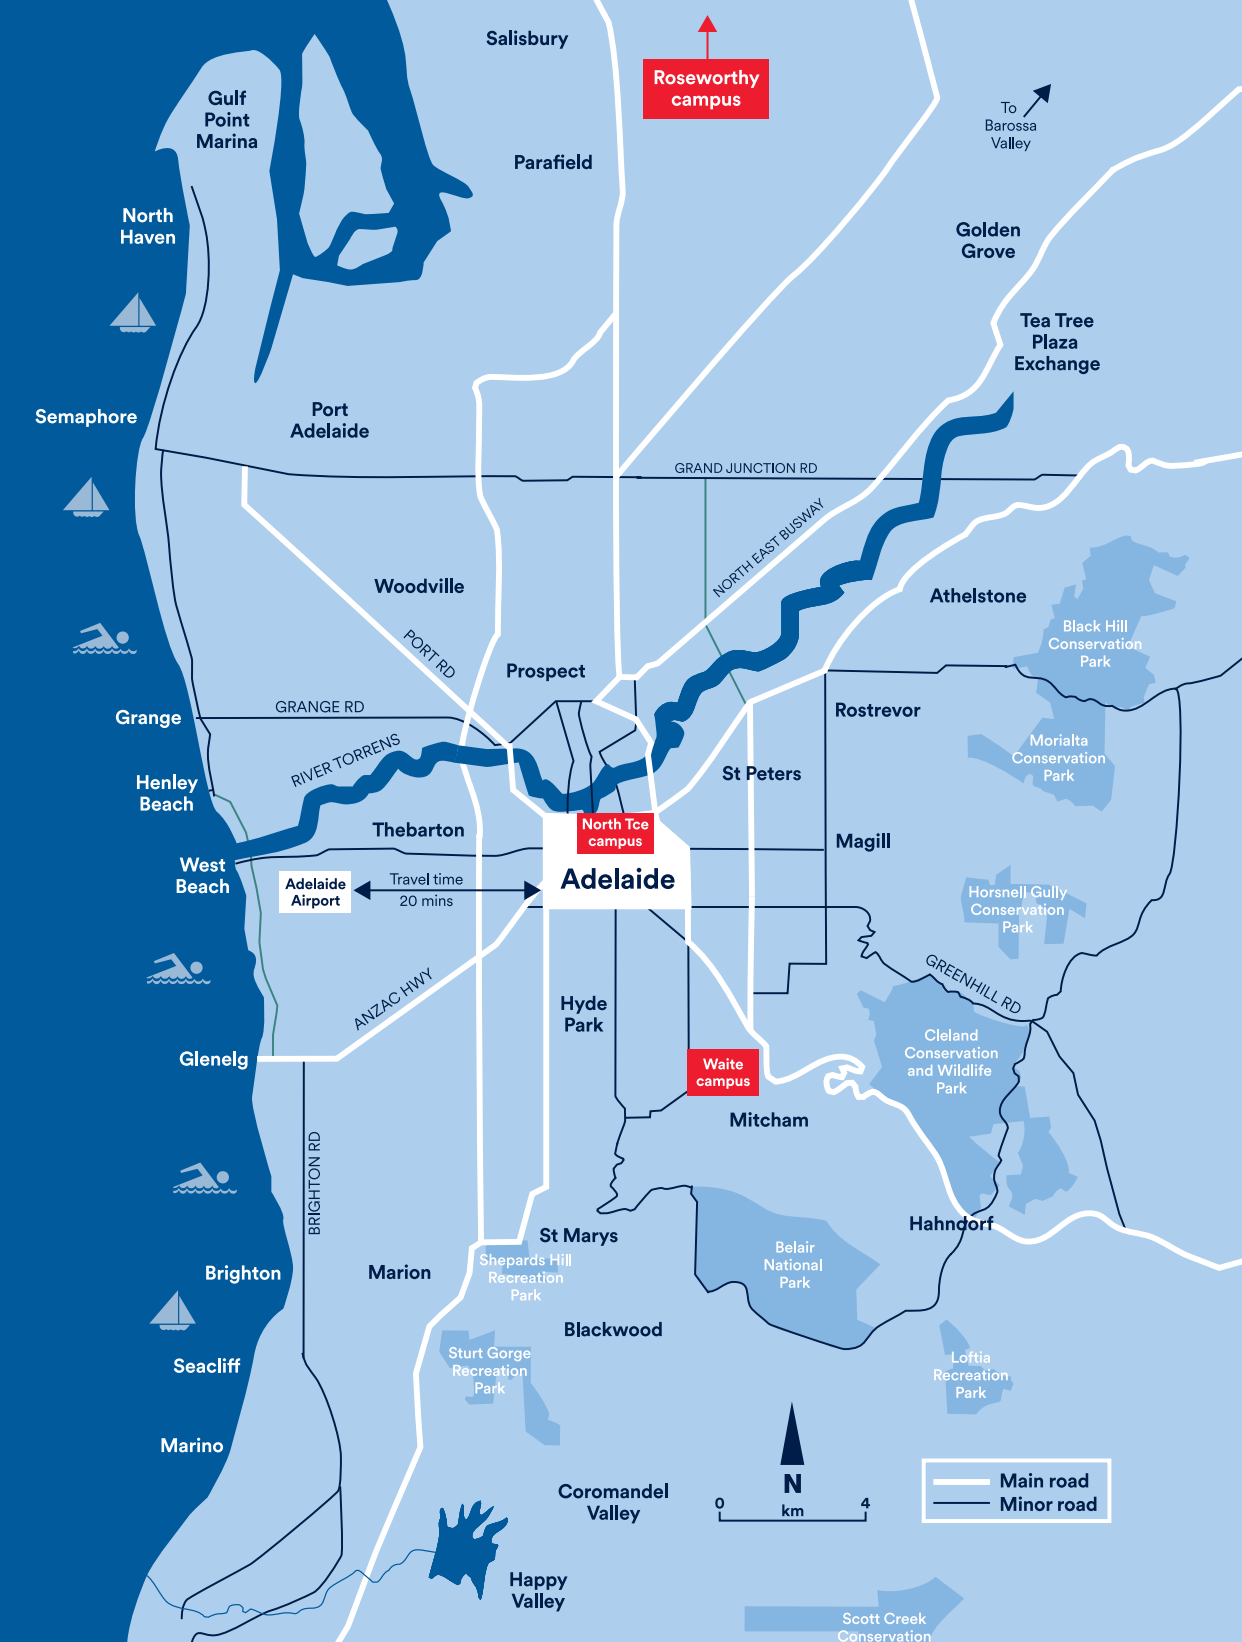 Salisbury
Roseworthy
campus
Gulf
Point
Marina
To
Barossa
Valley
Parafield
North
Haven
Golden
Grove
Tea Tree
Plaza
Exchange
Semaphore
Port
Adelaide
GRAND JUNCTION RD
NORTH EAST BUSWAY
Woodville
Athelstone
PORT RD
Black Hill
Conservation
Park
Prospect
Grange
GRANGE RD
Rostrevor
RIVER TORRENS
Morialta
Conservation
Park
St Peters
Henley
Beach
Thebarton
North Tce
campus
Magill
West
Beach
Adelaide
Airport
Travel time
20 mins
Adelaide
Horsnell Gully
Conservation
Park
ANZAC HWY
GREENHILL RD
Hyde
Park
Glenelg
Cleland
Conservation
and Wildlife
Park
Waite
campus
Mitcham
BRIGHTON RD
Hahndorf
St Marys
Brighton
Marion
Shepards Hill
Recreation
Park
Belair
National
Park
Blackwood
Seacliff
Sturt Gorge
Recreation
Park
Loftia
Recreation
Park
Marino
N
0 km 4
Main road
Minor road
Coromandel
Valley
Happy
Valley
Scott Creek
Conservation